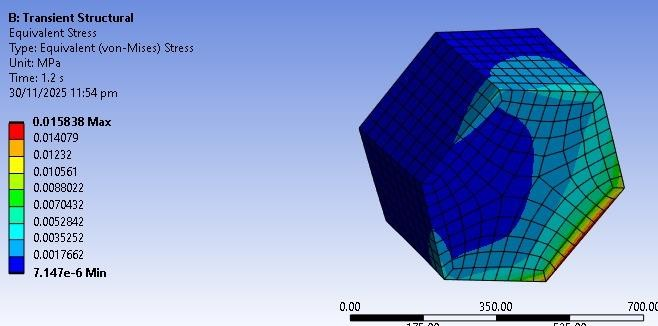 B: Transient Structural
Equivalent Stress
Type: Equivalent (von-Mises) Stress
Unit: MPa
Time: 1.2 s
30/11/2025 11:54 pm
0.015838 Max
0.014079
0.01232
0.010561
0.0088022
0.0070432
0.0052842
0.0035252
0.0017662
7.147e-6 Min
0.00 350.00 700.00
175.00 525.00